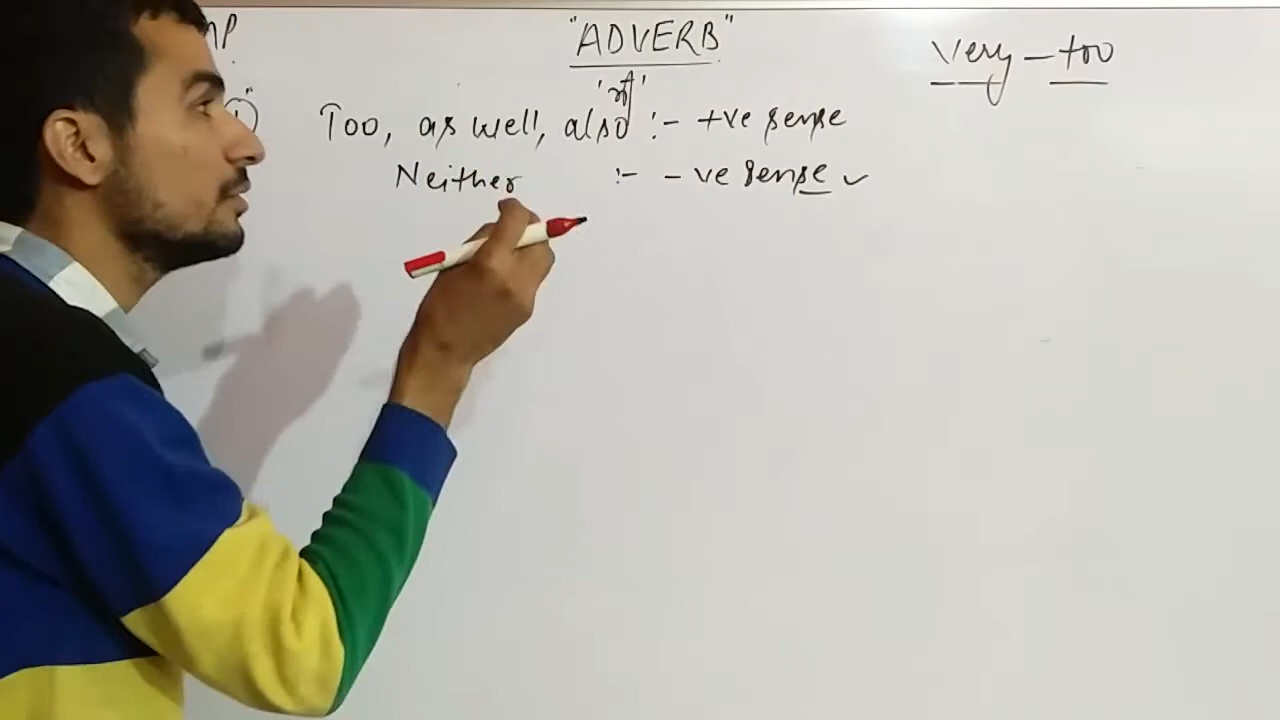 "ADVERB"
Very – too
Too, as well, also :- +ve sense
Neither :- -ve sense ✓